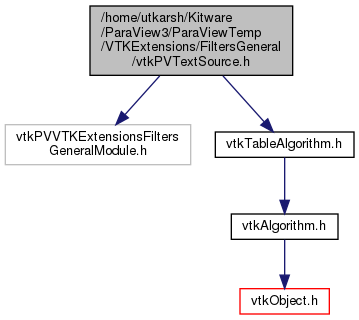 /home/utkarsh/Kitware
/ParaView3/ParaViewTemp
/VTKExtensions/FiltersGeneral
/vtkPVTextSource.h
vtkPVVTKExtensionsFilters
GeneralModule.h
vtkTableAlgorithm.h
vtkAlgorithm.h
vtkObject.h